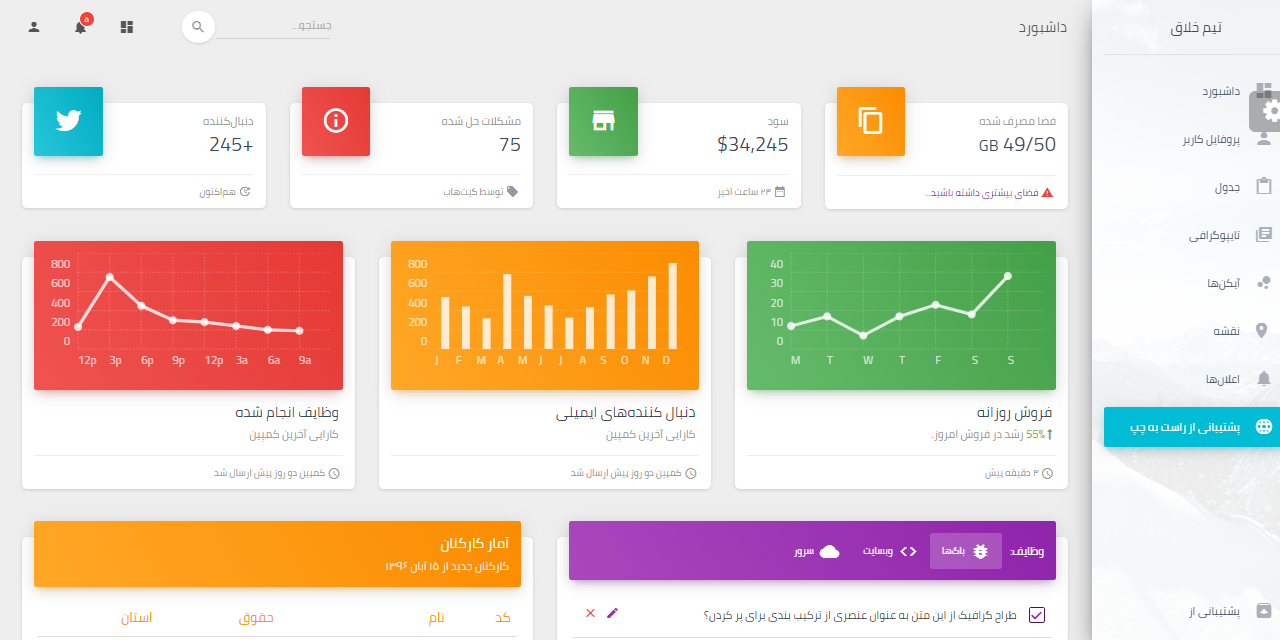 تیم خلاق
داشبورد
پروفایل کاربر
جدول
تایپوگرافی
آیکن‌ها
نقشه
اعلان‌ها
پشتیبانی از راست به چپ
پشتیبانی از
داشبورد
جستجو...
۵
فضا مصرف شده
49/50 GB
فضای بیشتری داشته باشید...
سود
$34,245
۲۴ ساعت اخیر
مشکلات حل شده
75
توسط گیت‌هاب
دنبال‌کننده
+245
هم‌اکنون
40
30
20
10
0
M T W T F S S
فروش روزانه
55% رشد در فروش امروز.
۴ دقیقه پیش
800
600
400
200
0
J F M A M J J A S O N D
دنبال کننده‌های ایمیلی
کارایی آخرین کمپین
کمپین دو روز پیش ارسال شد
800
600
400
200
0
12p 3p 6p 9p 12p 3a 6a 9a
وظایف انجام شده
کارایی آخرین کمپین
کمپین دو روز پیش ارسال شد
وظایف:
باگ‌ها
وبسایت
سرور
طراح گرافیک از این متن به عنوان عنصری از ترکیب بندی برای پر کردن؟
آمار کارکنان
کارکنان جدید از ۱۵ آبان ۱۳۹۶
کد نام حقوق استان